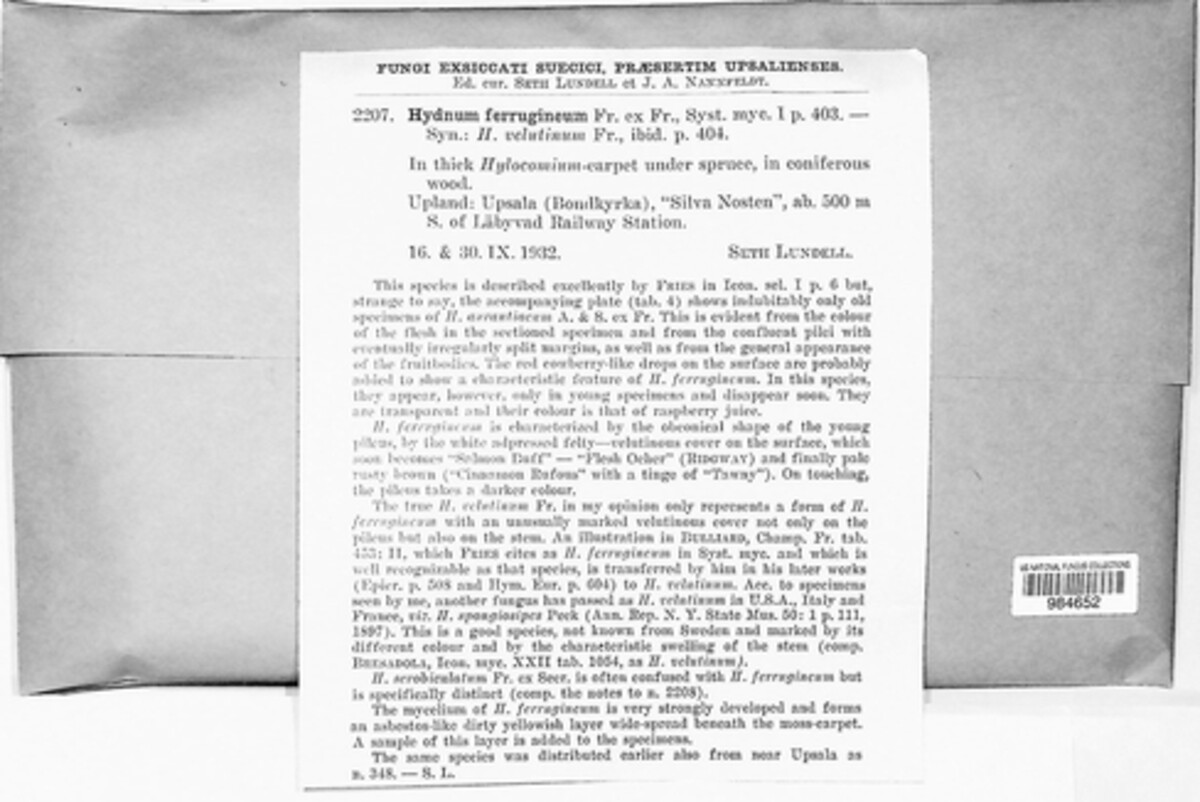 FUNGI EXSICCATI SUECICI, PRÆSERTIM UPSALIENSES.
Ed. cur. SETH LUNDELL et J. A. NANNFELDT.
2207. Hydnum ferrugineum Fr. ex Fr., Syst. myc. I p. 403. —
Syn.: H. velutinum Fr., ibid. p. 404.
In thick Hylocomium-carpet under spruce, in coniferous
wood.
Upland: Upsala (Bondkyrka), “Silva Nosten”, ab. 500 m
S. of Läbyvad Railway Station.
16. & 30. IX. 1932. SETH LUNDELL.
This species is described excellently by FRIES in Icon. sel. I p. 6 but,
strange to say, the accompanying plate (tab. 4) shows indubitably only old
specimens of H. aurantiacum A. & S. ex Fr. This is evident from the colour
of the flesh in the sectioned specimen and from the confluent pilei with
eventually irregularly split margins, as well as from the general appearance
of the fruitbodies. The red cowberry-like drops on the surface are probably
added to show a characteristic feature of H. ferrugineum. In this species,
they appear, however, only in young specimens and disappear soon. They
are transparent and their colour is that of raspberry juice.
H. ferrugineum is characterized by the obconical shape of the young
pileus, by the white adpressed felty—velutinous cover on the surface, which
soon becomes “Salmon Buff” — “Flesh Ocher” (RIDGWAY) and finally pale
rusty brown (“Cinnamon Rufous” with a tinge of “Tawny”). On touching,
the pileus takes a darker colour.
The true H. velutinum Fr. in my opinion only represents a form of H.
ferrugineum with an unusually marked velutinous cover not only on the
pileus but also on the stem. An illustration in BULLIARD, Champ. Fr. tab.
453: II, which FRIES cites as H. ferrugineum in Syst. myc. and which is
well recognizable as that species, is transferred by him in his later works
(Epicr. p. 508 and Hym. Eur. p. 604) to H. velutinum. Acc. to specimens
seen by me, another fungus has passed as H. velutinum in U.S.A., Italy and
France, viz. H. spongiosipes Peck (Ann. Rep. N. Y. State Mus. 50: 1 p. 111,
1897). This is a good species, not known from Sweden and marked by its
different colour and by the characteristic swelling of the stem (comp.
BRESADOLA, Icon. myc. XXII tab. 1054, as H. velutinum).
H. scrobiculatum Fr. ex Secr. is often confused with H. ferrugineum but
is specifically distinct (comp. the notes to n. 2208).
The mycelium of H. ferrugineum is very strongly developed and forms
an asbestos-like dirty yellowish layer wide-spread beneath the moss-carpet.
A sample of this layer is added to the specimens.
The same species was distributed earlier also from near Upsala as
n. 348. — S. L.
US NATIONAL FUNGUS COLLECTIONS
984652